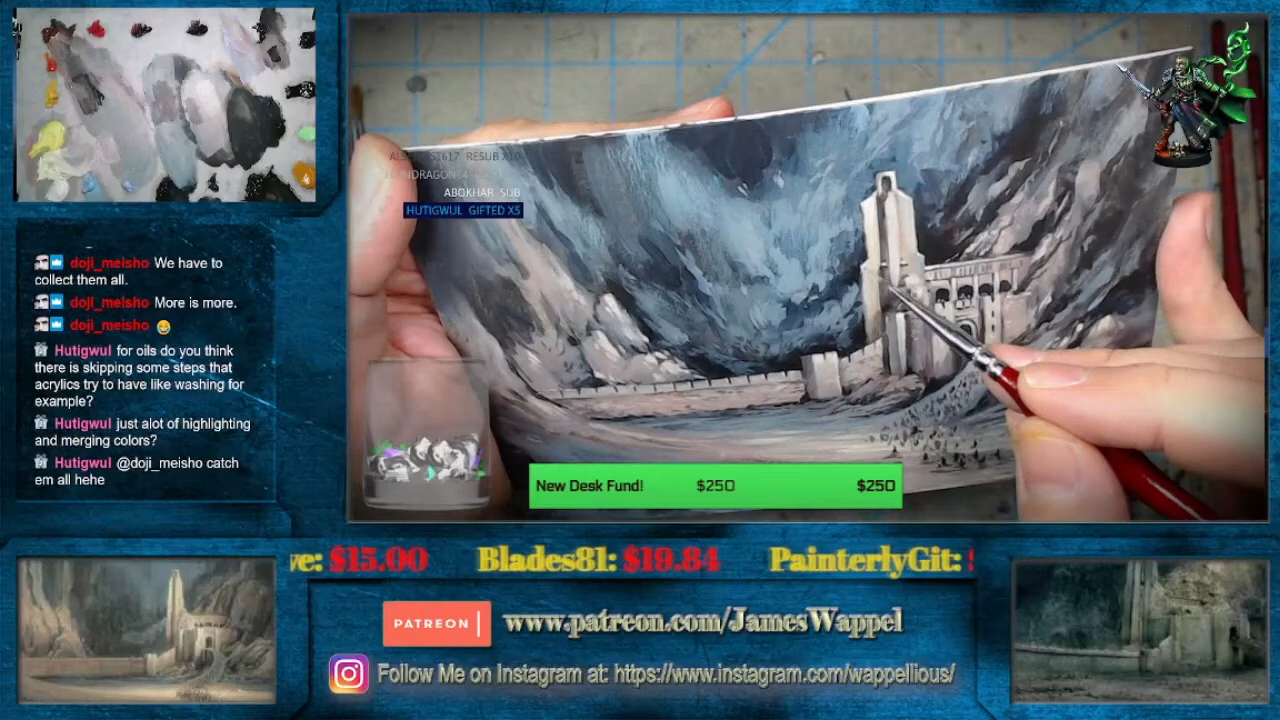 RESUB X10
ABOKHAR SUB
HUTIGWUL GIFTED X5
doji_meisho We have to
collect them all.
doji_meisho More is more.
doji_meisho 😂
Hutigwul for oils do you think
there is skipping some steps that
acrylics try to have like washing for
example?
Hutigwul just alot of highlighting
and merging colors?
Hutigwul @doji_meisho catch
em all hehe
New Desk Fund! $250 $250
ve: $15.00 Blades81: $19.84 PainterlyGit:
PATREON www.patreon.com/JamesWappel
Follow Me on Instagram at: https://www.instagram.com/wappellious/